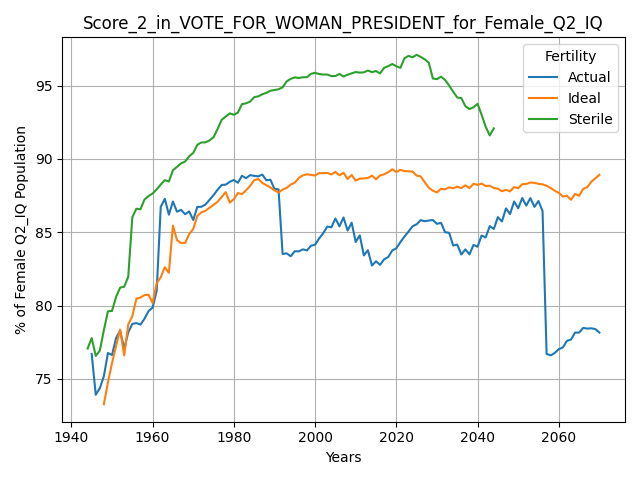 Score_2_in_VOTE_FOR_WOMAN_PRESIDENT_for_Female_Q2_IQ
Fertility
Actual
Ideal
Sterile
% of Female Q2_IQ Population
95
90
85
80
75
1940
1960
1980
2000
2020
2040
2060
Years